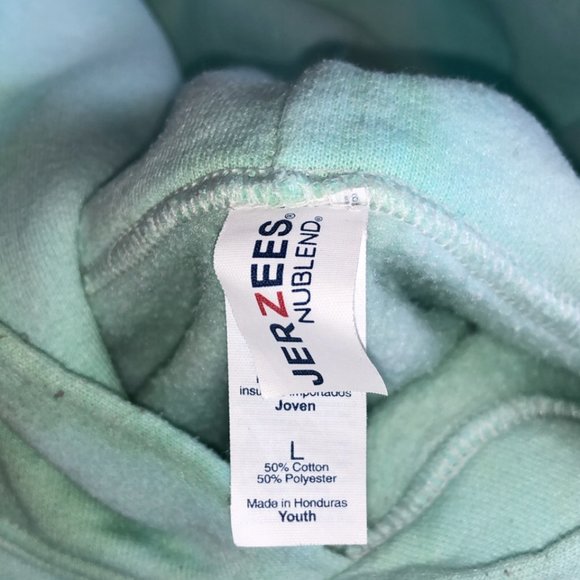 JERZEES®
NUBLEND®
Joven
L
50% Cotton
50% Polyester
Made in Honduras
Youth